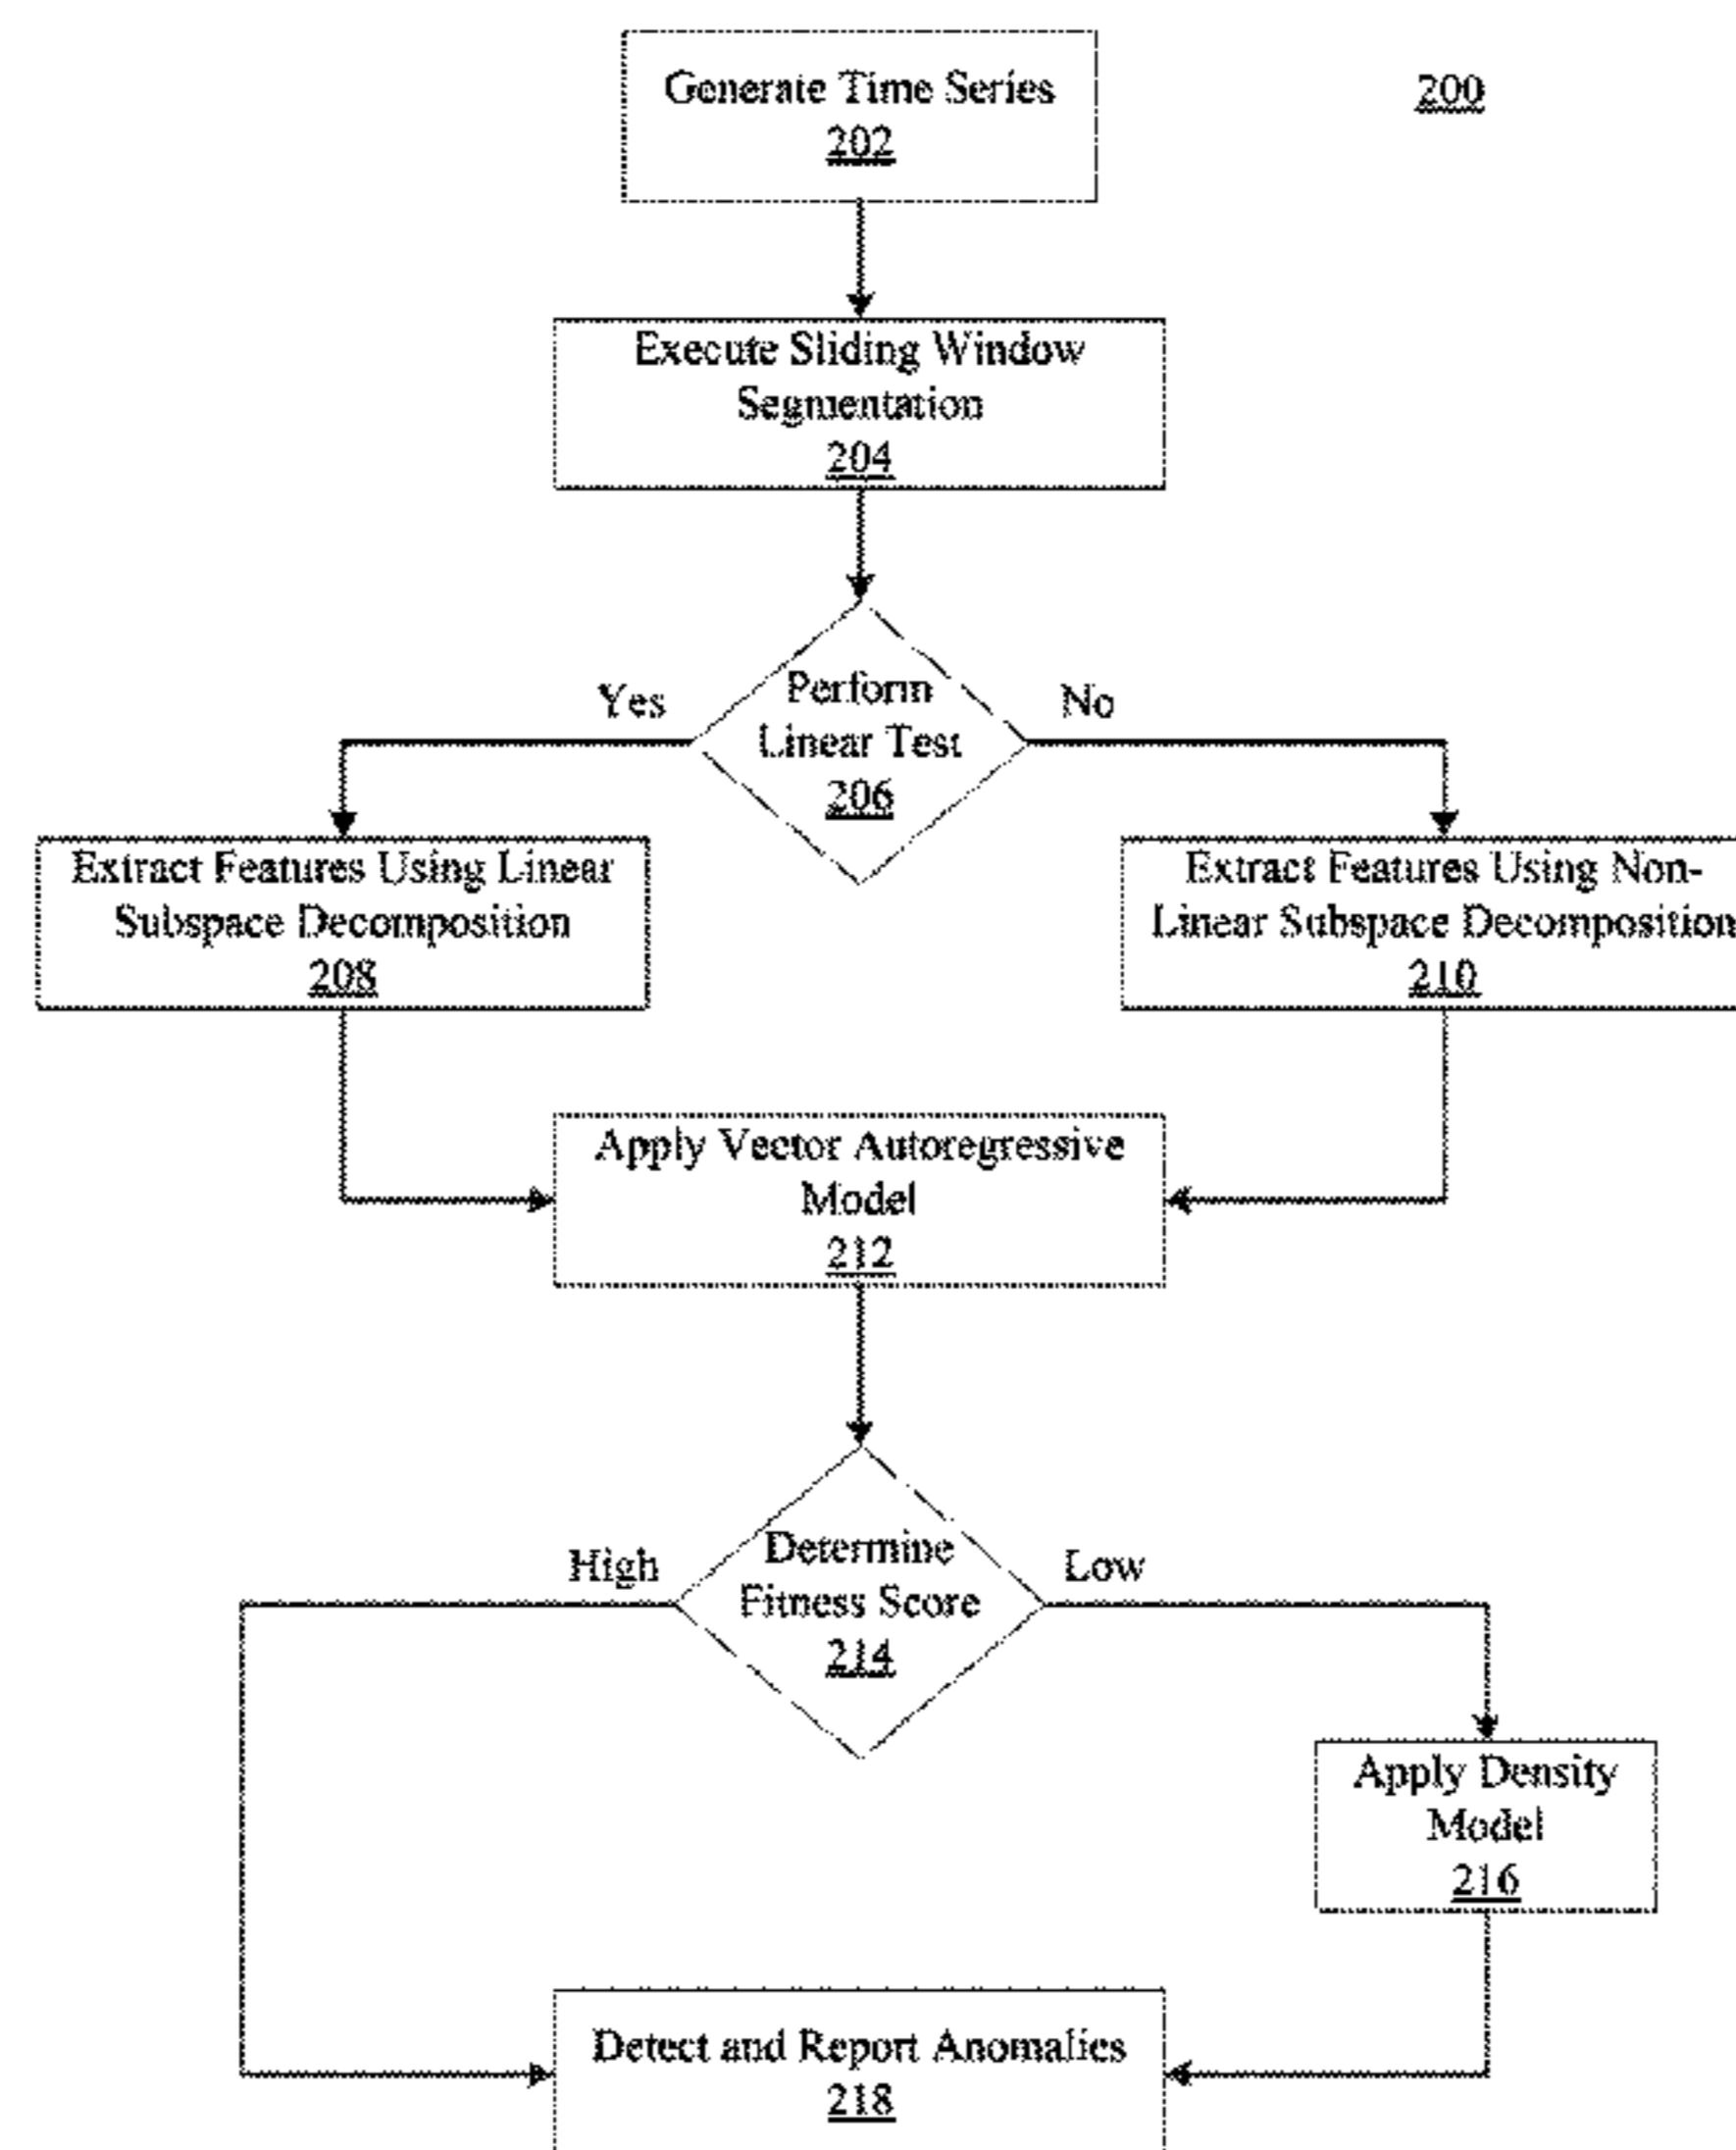 Generate Time Series
202
200
Execute Sliding Window
Segmentation
204
Yes
Perform
Linear Test
206
No
Extract Features Using Linear
Subspace Decomposition
208
Extract Features Using Non-
Linear Subspace Decomposition
210
Apply Vector Autoregressive
Model
212
High
Determine
Fitness Score
214
Low
Apply Density
Model
216
Detect and Report Anomalies
218